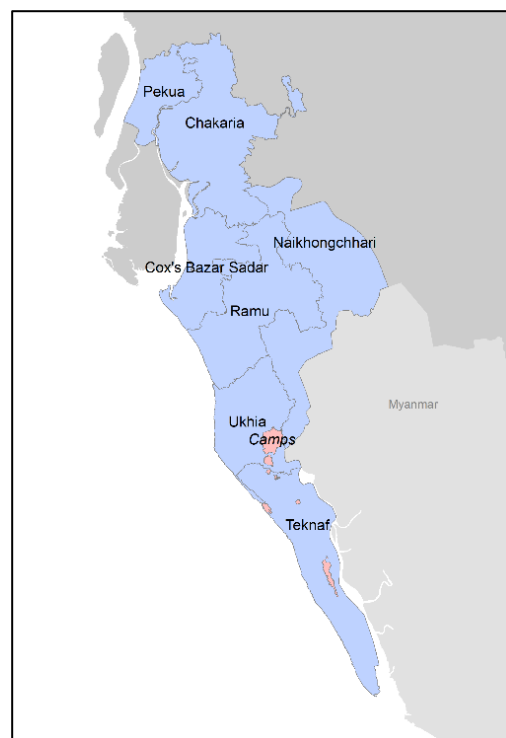 Pekua
Chakaria
Naikhongchhari
Cox's Bazar Sadar
Ramu
Myanmar
Ukhia
Camps
Teknaf